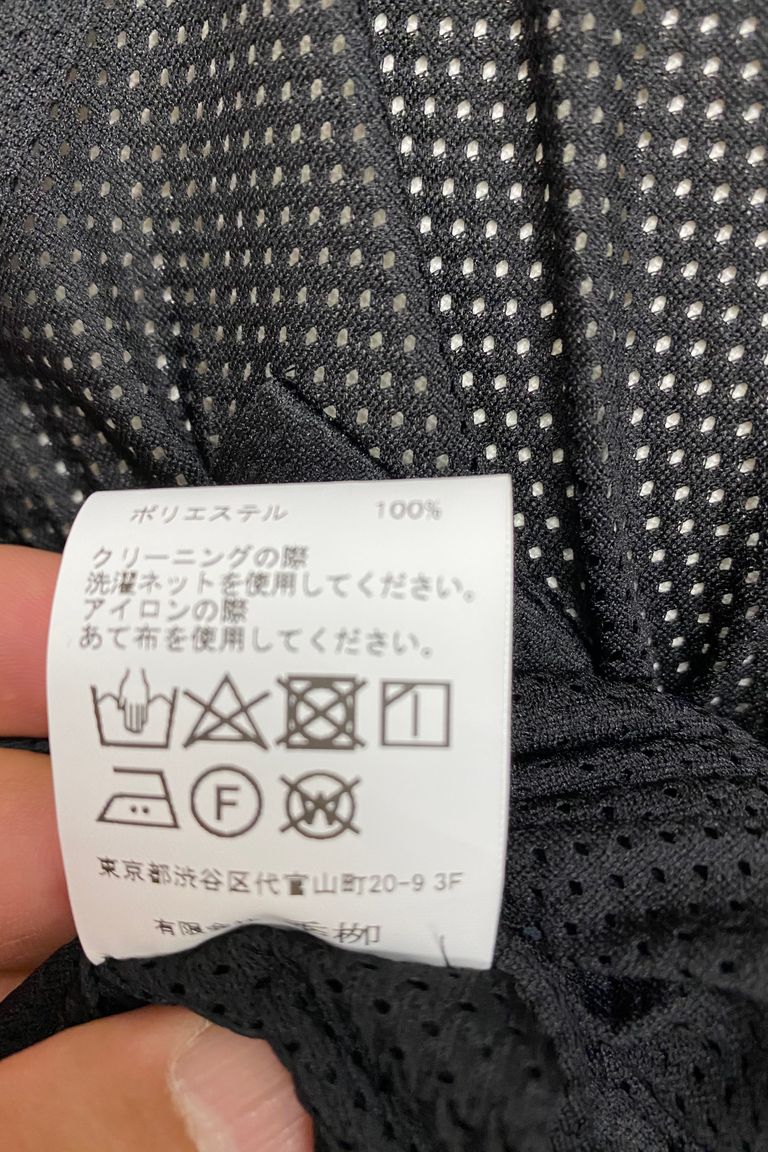 ポリエステル 100%
クリーニングの際
洗濯ネットを使用してください。
アイロンの際
あて布を使用してください。
F W
東京都渋谷区代官山町20-9 3F
有限